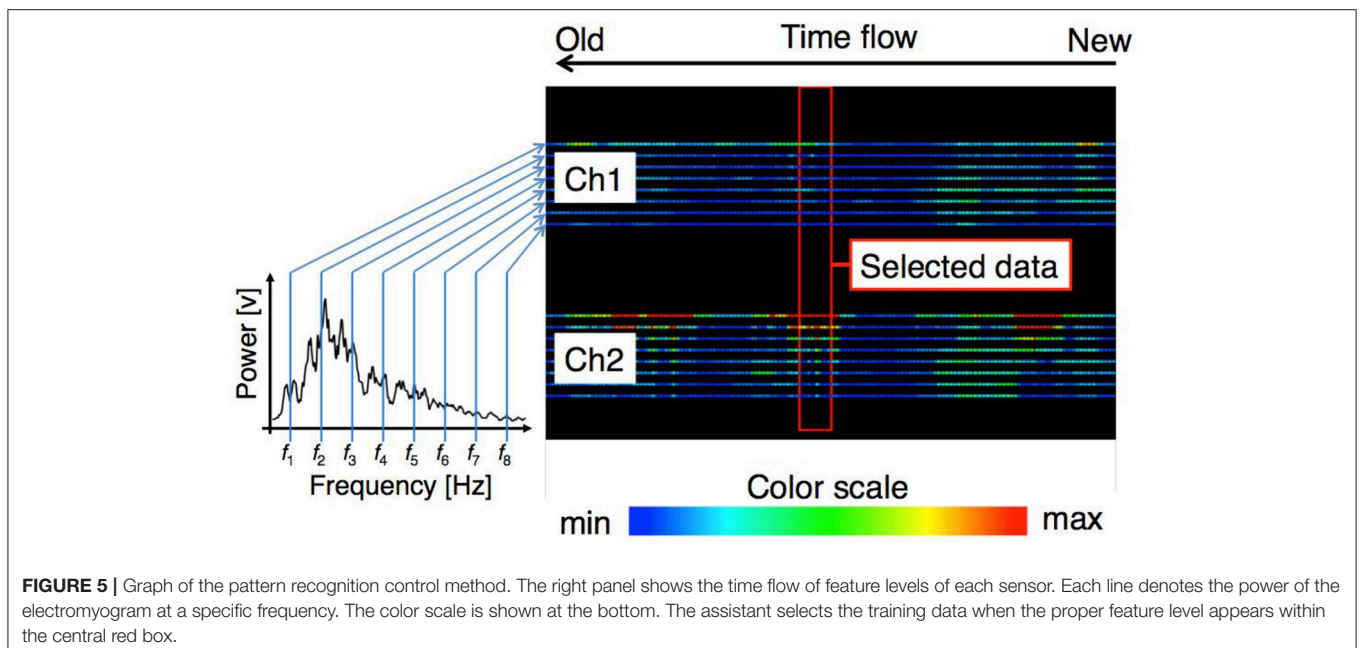 Old Time flow New
Ch1
Selected data
Ch2
Power [v]
f1 f2 f3 f4 f5 f6 f7 f8
Frequency [Hz]
Color scale
min max
FIGURE 5 | Graph of the pattern recognition control method. The right panel shows the time flow of feature levels of each sensor. Each line denotes the power of the
electromyogram at a specific frequency. The color scale is shown at the bottom. The assistant selects the training data when the proper feature level appears within
the central red box.